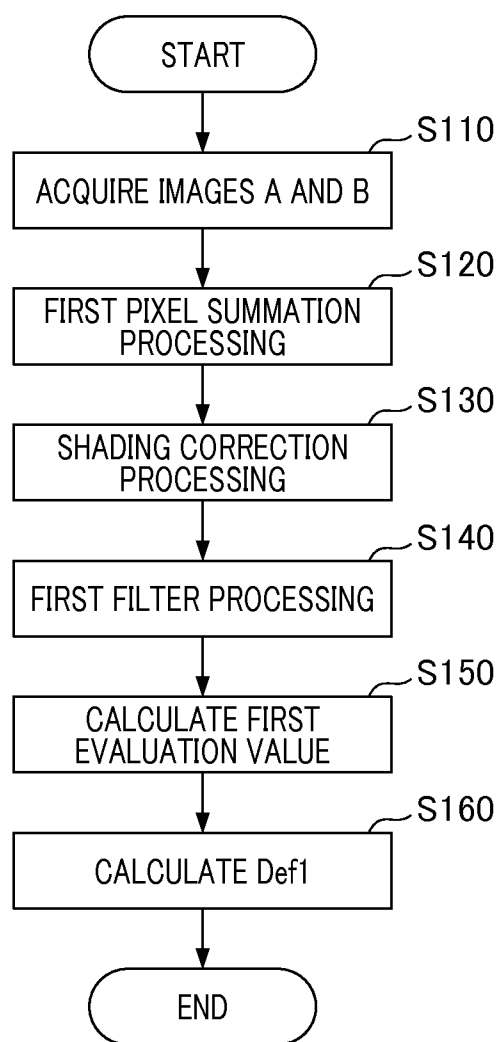 START
S110
ACQUIRE IMAGES A AND B
S120
FIRST PIXEL SUMMATION
PROCESSING
S130
SHADING CORRECTION
PROCESSING
S140
FIRST FILTER PROCESSING
S150
CALCULATE FIRST
EVALUATION VALUE
S160
CALCULATE Def1
END